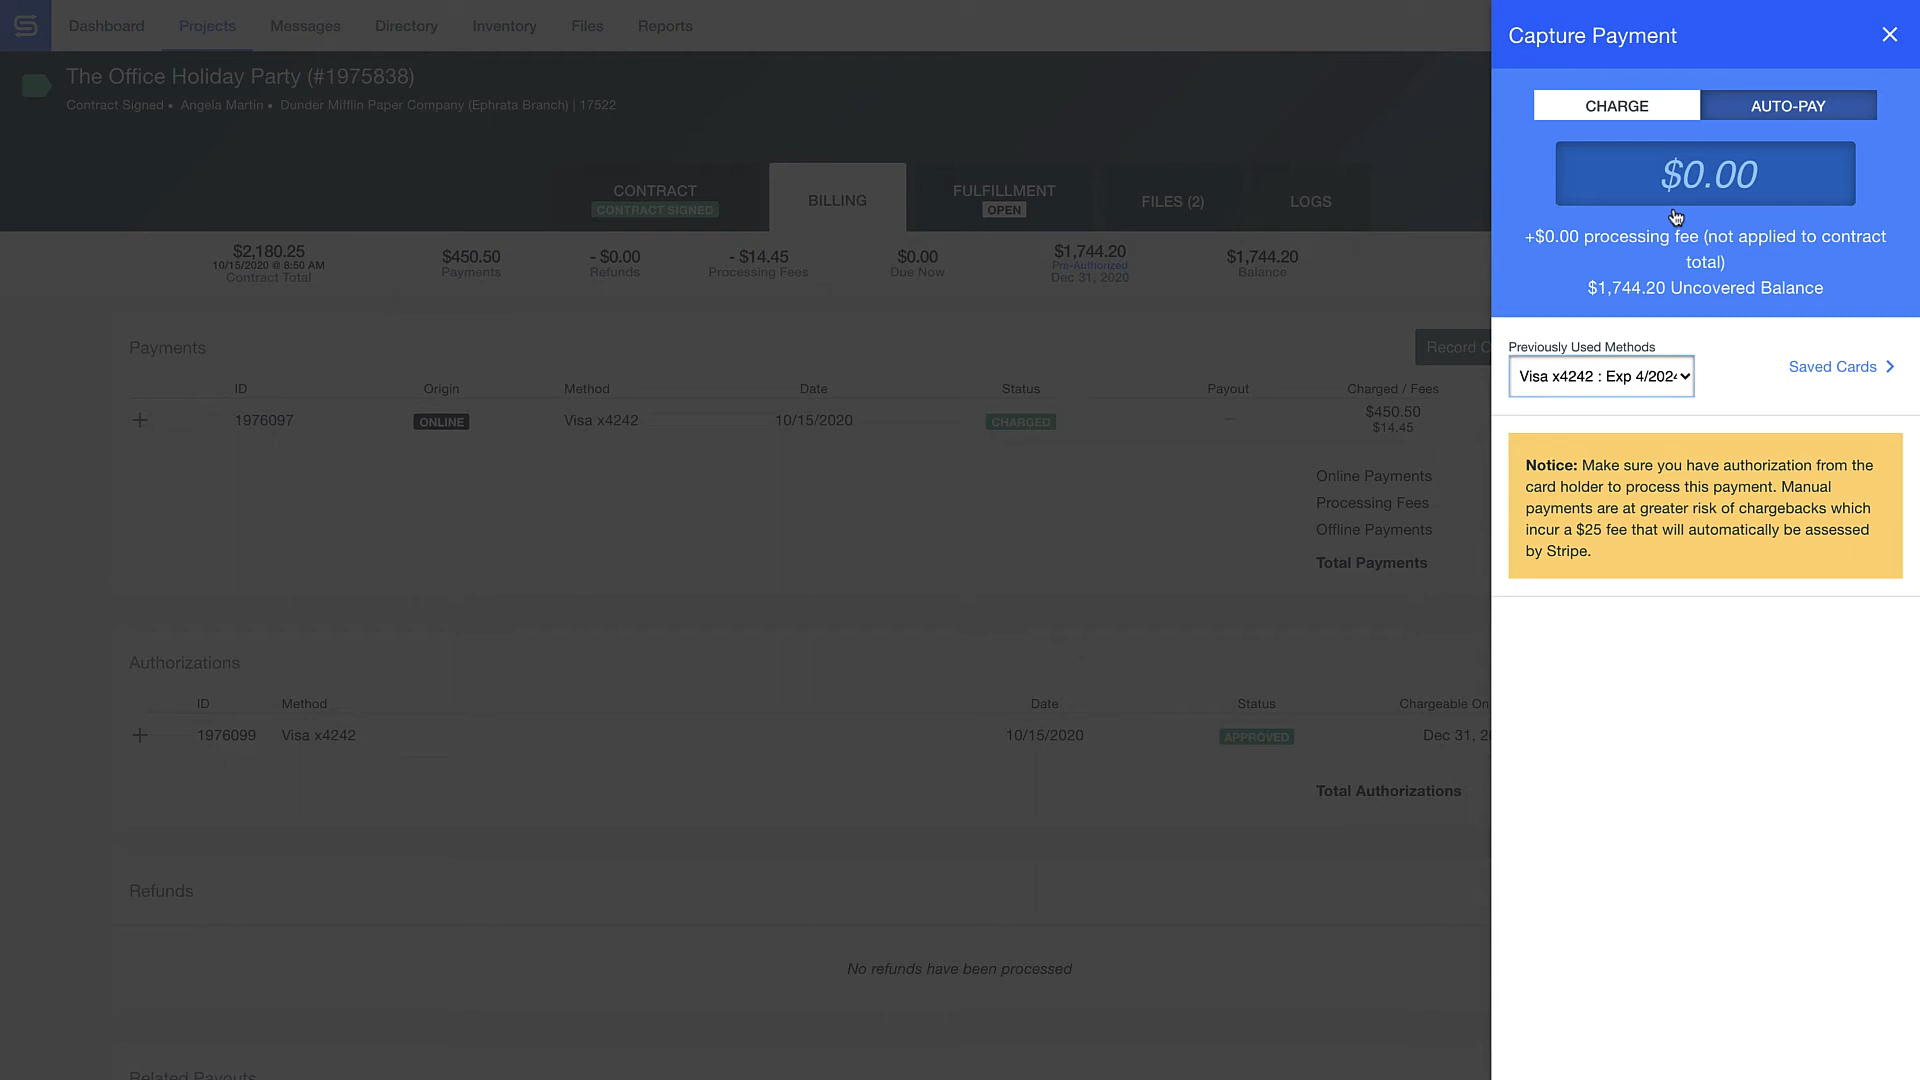 Dashboard
Projects
Messages
Directory
Inventory
Files
Reports
The Office Holiday Party (#1975838)
Contract Signed • Angela Martin • Dunder Mifflin Paper Company (Ephrata Branch) | 17522
CONTRACT
CONTRACT SIGNED
BILLING
FULFILLMENT
OPEN
FILES (2)
LOGS
$2,180.25
10/15/2020 @ 8:50 AM
Contract Total
$450.50
Payments
- $0.00
Refunds
- $14.45
Processing Fees
$0.00
Due Now
$1,744.20
Pre-Authorized
Dec 31, 2020
$1,744.20
Balance
Payments
Record
ID Origin Method Date Status Payout Charged / Fees
1976097 ONLINE Visa x4242 10/15/2020 CHARGED — $450.50
$14.45
Online Payments
Processing Fees
Offline Payments
Total Payments
Authorizations
ID Method Date Status Chargeable On
1976099 Visa x4242 10/15/2020 APPROVED Dec 31, 2
Total Authorizations
Refunds
No refunds have been processed
Related Payouts
Capture Payment
CHARGE
AUTO-PAY
$0.00
+$0.00 processing fee (not applied to contract
total)
$1,744.20 Uncovered Balance
Previously Used Methods
Visa x4242 : Exp 4/2024
Saved Cards
Notice: Make sure you have authorization from the
card holder to process this payment. Manual
payments are at greater risk of chargebacks which
incur a $25 fee that will automatically be assessed
by Stripe.